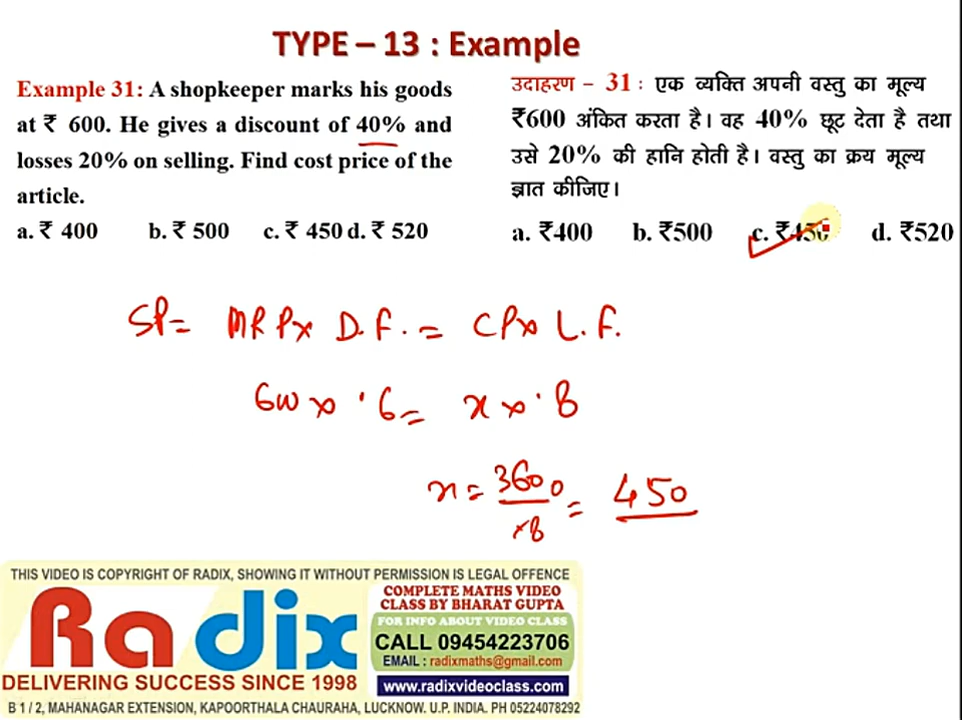 TYPE – 13 : Example
Example 31: A shopkeeper marks his goods
at ₹ 600. He gives a discount of 40% and
losses 20% on selling. Find cost price of the
article.
a. ₹ 400 b. ₹ 500 c. ₹ 450 d. ₹ 520
उदाहरण – 31 : एक व्यक्ति अपनी वस्तु का मूल्य
₹600 अंकित करता है। वह 40% छूट देता है तथा
उसे 20% की हानि होती है। वस्तु का क्रय मूल्य
ज्ञात कीजिए।
a. ₹400 b. ₹500 c. ₹450 d. ₹520
SP = MRP x D.F. = CP x L.F.
600 x .6 = x x .8
x = 3600 / .8 = 450
THIS VIDEO IS COPYRIGHT OF RADIX, SHOWING IT WITHOUT PERMISSION IS LEGAL OFFENCE
Radix
DELIVERING SUCCESS SINCE 1998
COMPLETE MATHS VIDEO
CLASS BY BHARAT GUPTA
FOR INFO ABOUT VIDEO CLASS
CALL 09454223706
EMAIL : radixmaths@gmail.com
www.radixvideoclass.com
B 1 / 2, MAHANAGAR EXTENSION, KAPOORTHALA CHAURAHA, LUCKNOW. U.P. INDIA. PH 05224078292